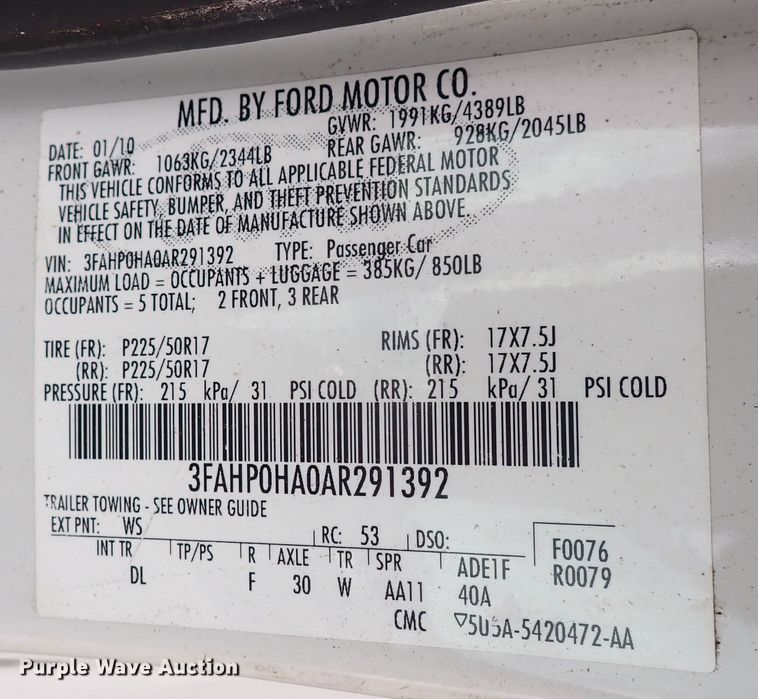 MFD. BY FORD MOTOR CO.
DATE: 01/10 GVWR: 1991KG/4389LB
FRONT GAWR: 1063KG/2344LB REAR GAWR: 928KG/2045LB
THIS VEHICLE CONFORMS TO ALL APPLICABLE FEDERAL MOTOR
VEHICLE SAFETY, BUMPER, AND THEFT PREVENTION STANDARDS
IN EFFECT ON THE DATE OF MANUFACTURE SHOWN ABOVE.
VIN: 3FAHP0HA0AR291392 TYPE: Passenger Car
MAXIMUM LOAD = OCCUPANTS + LUGGAGE = 385KG/ 850LB
OCCUPANTS = 5 TOTAL; 2 FRONT, 3 REAR
TIRE (FR): P225/50R17 RIMS (FR): 17X7.5J
(RR): P225/50R17 (RR): 17X7.5J
PRESSURE (FR): 215 kPa/ 31 PSI COLD (RR): 215 kPa/ 31 PSI COLD
3FAHP0HA0AR291392
TRAILER TOWING - SEE OWNER GUIDE
EXT PNT: WS RC: 53 DSO: F0076
INT TR TP/PS R AXLE TR SPR ADE1F R0079
DL F 30 W AA11 40A
CMC ▽5U5A-5420472-AA
Purple Wave Auction